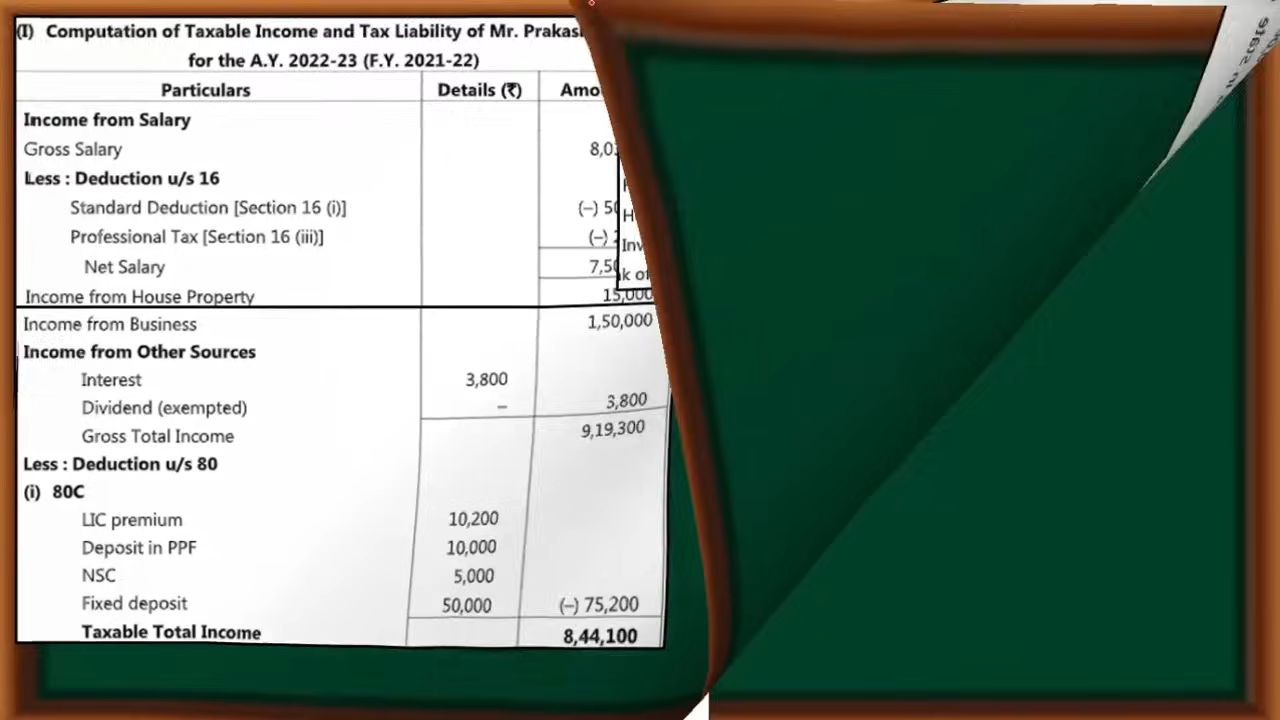 (I) Computation of Taxable Income and Tax Liability of Mr.
for the A.Y. 2022-23 (F.Y. 2021-22)
Particulars Details (₹)
Income from Salary
Gross Salary
Less : Deduction u/s 16
Standard Deduction [Section 16 (i)]
Professional Tax [Section 16 (iii)]
Net Salary
Income from House Property 15,000
Income from Business 1,50,000
Income from Other Sources
Interest 3,800
Dividend (exempted) – 3,800
Gross Total Income 9,19,300
Less : Deduction u/s 80
(i) 80C
LIC premium 10,200
Deposit in PPF 10,000
NSC 5,000
Fixed deposit 50,000 (–) 75,200
Taxable Total Income 8,44,100